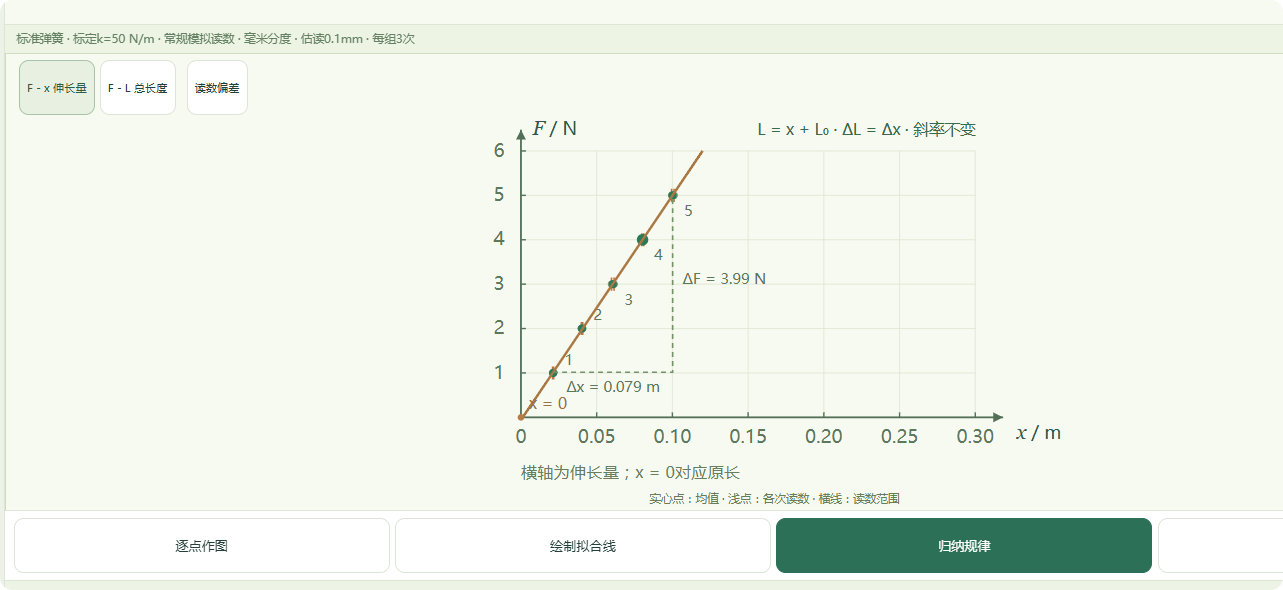 标准弹簧 · 标定k=50 N/m · 常规模拟读数 · 毫米分度 · 估读0.1mm · 每组3次
F - x 伸长量
F - L 总长度
读数偏差
F / N
L = x + L₀ · ΔL = Δx · 斜率不变
6
5
4
3
2
1
5
4
3
2
1
ΔF = 3.99 N
Δx = 0.079 m
x = 0
0 0.05 0.10 0.15 0.20 0.25 0.30
x / m
横轴为伸长量；x = 0对应原长
实心点：均值 · 浅点：各次读数 · 横线：读数范围
逐点作图
绘制拟合线
归纳规律